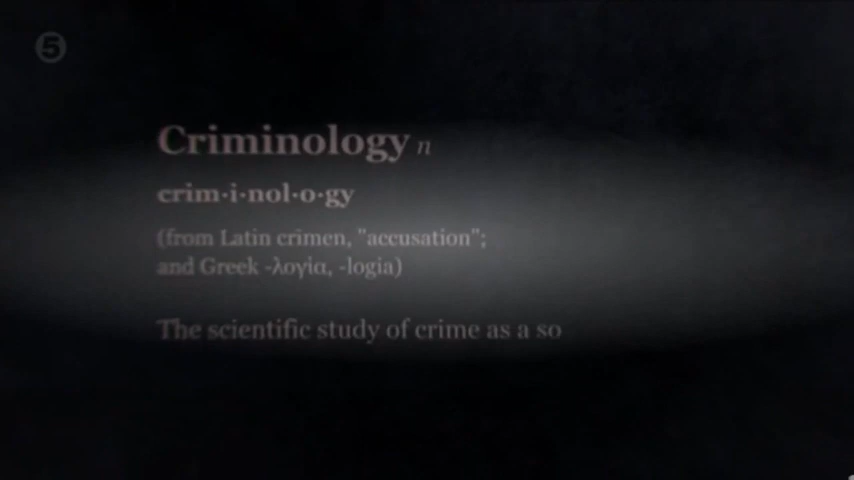 5
Criminology n
crim·i·nol·o·gy
(from Latin crimen, "accusation";
and Greek -λογία, -logia)
The scientific study of crime as a so